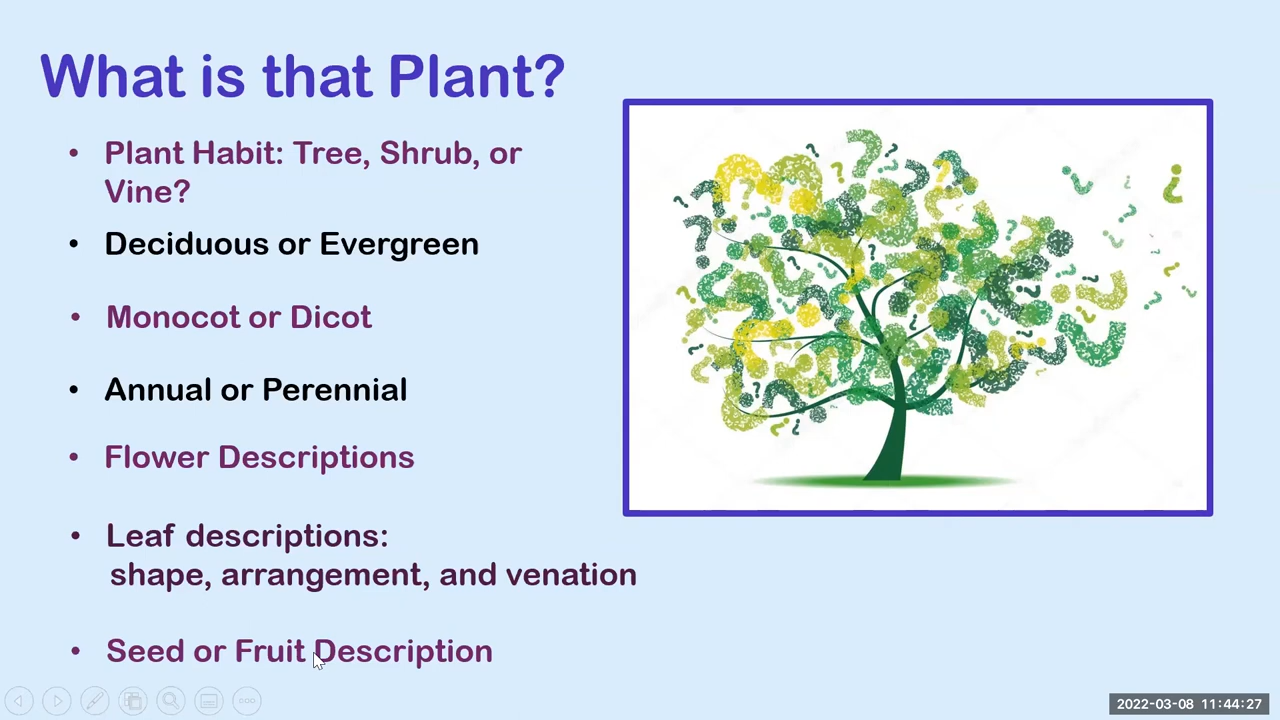 What is that Plant?
• Plant Habit: Tree, Shrub, or
Vine?
• Deciduous or Evergreen
• Monocot or Dicot
• Annual or Perennial
• Flower Descriptions
• Leaf descriptions:
shape, arrangement, and venation
• Seed or Fruit Description
2022-03-08 11:44:27